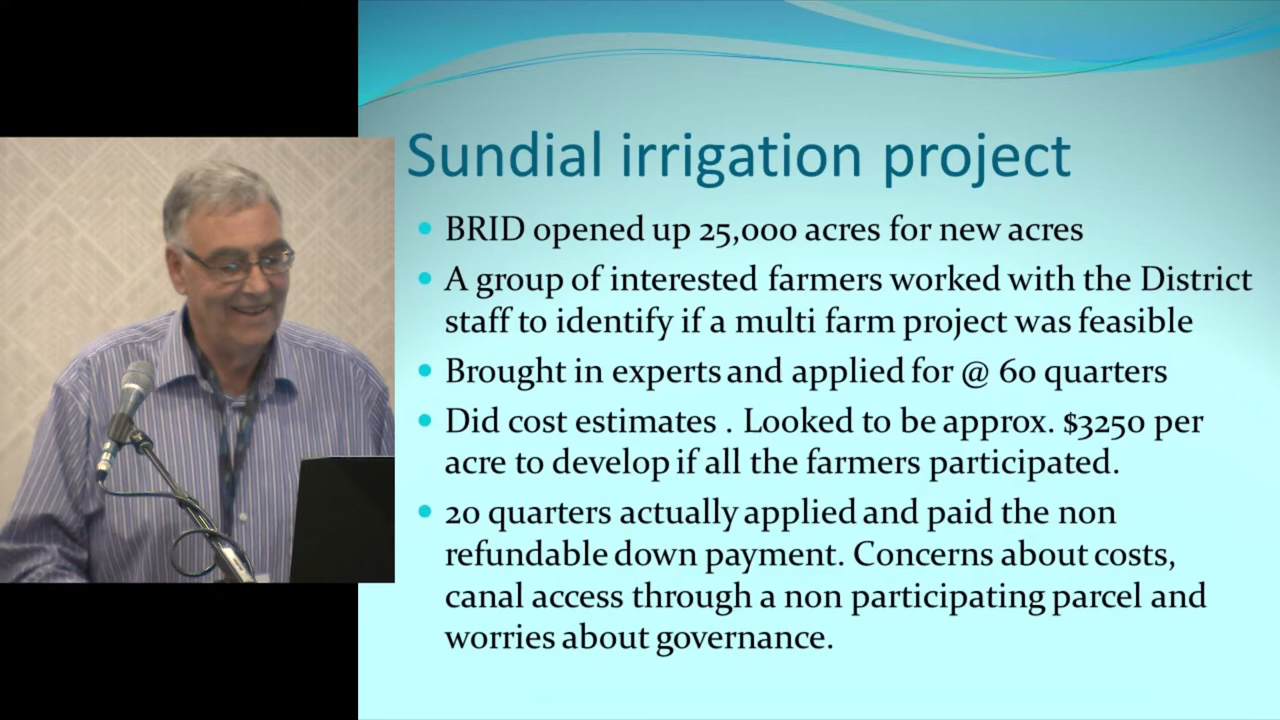 Sundial irrigation project
• BRID opened up 25,000 acres for new acres
• A group of interested farmers worked with the District
staff to identify if a multi farm project was feasible
• Brought in experts and applied for @ 60 quarters
• Did cost estimates . Looked to be approx. $3250 per
acre to develop if all the farmers participated.
• 20 quarters actually applied and paid the non
refundable down payment. Concerns about costs,
canal access through a non participating parcel and
worries about governance.